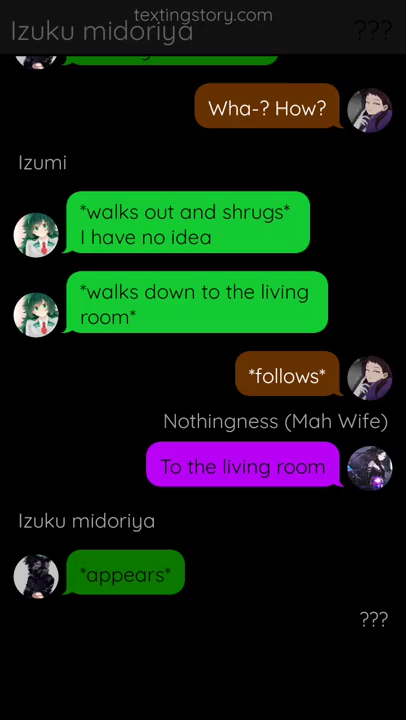 textingstory.com
Izuku midoriya
???
Wha-? How?
Izumi
*walks out and shrugs*
I have no idea
*walks down to the living
room*
*follows*
Nothingness (Mah Wife)
To the living room
Izuku midoriya
*appears*
???